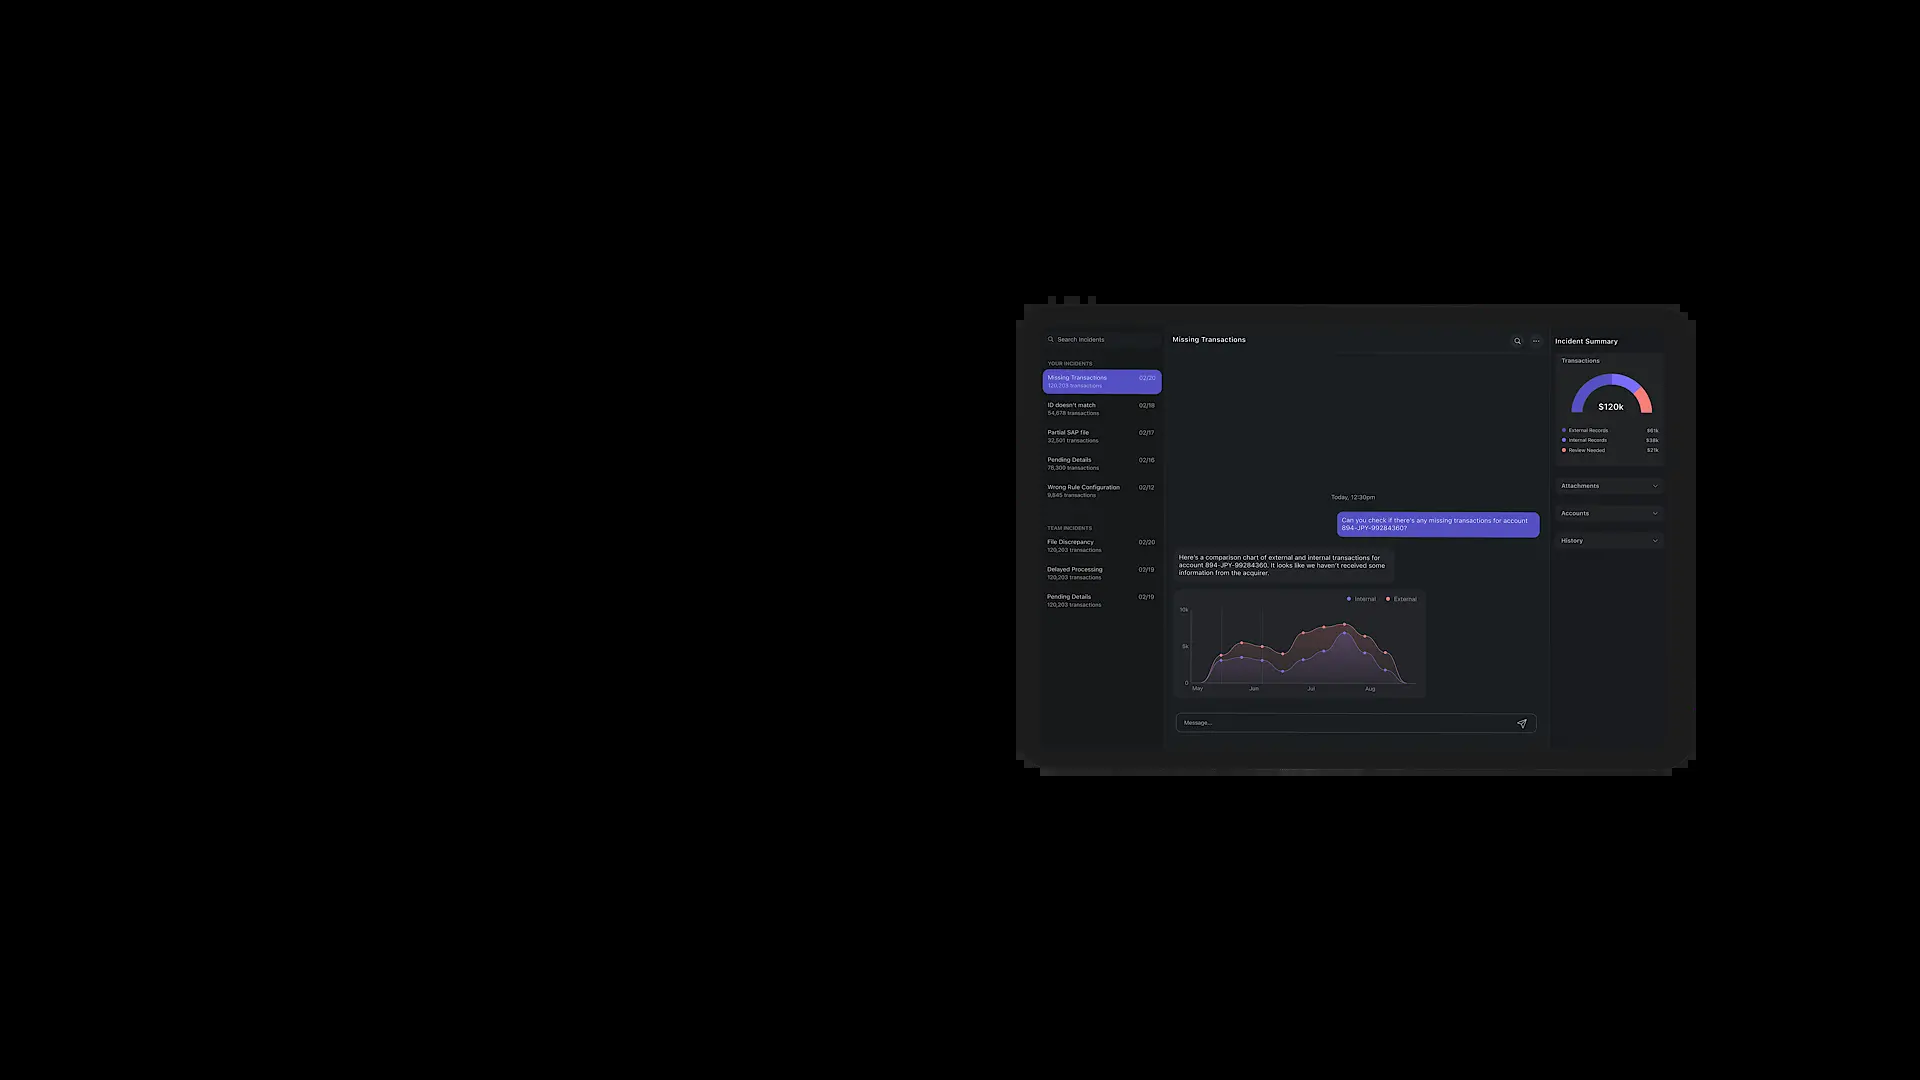 Search Incidents
YOUR INCIDENTS
Missing Transactions 02/20
120,203 transactions
ID doesn't match 02/18
54,678 transactions
Partial SAP file 02/17
32,501 transactions
Pending Details 02/16
78,309 transactions
Wrong Rule Configuration 02/12
9,845 transactions
TEAM INCIDENTS
File Discrepancy 02/20
120,203 transactions
Delayed Processing 02/19
120,203 transactions
Pending Details 02/19
120,203 transactions
Missing Transactions
Today, 12:30pm
Can you check if there's any missing transactions for account
894-JPY-99284360?
Here's a comparison chart of external and internal transactions for
account 894-JPY-99284360. It looks like we haven't received some
information from the acquirer.
Internal External
10k
5k
0
May Jun Jul Aug
Message...
Incident Summary
Transactions
$120k
External Records $61k
Internal Records $38k
Review Needed $21k
Attachments
Accounts
History